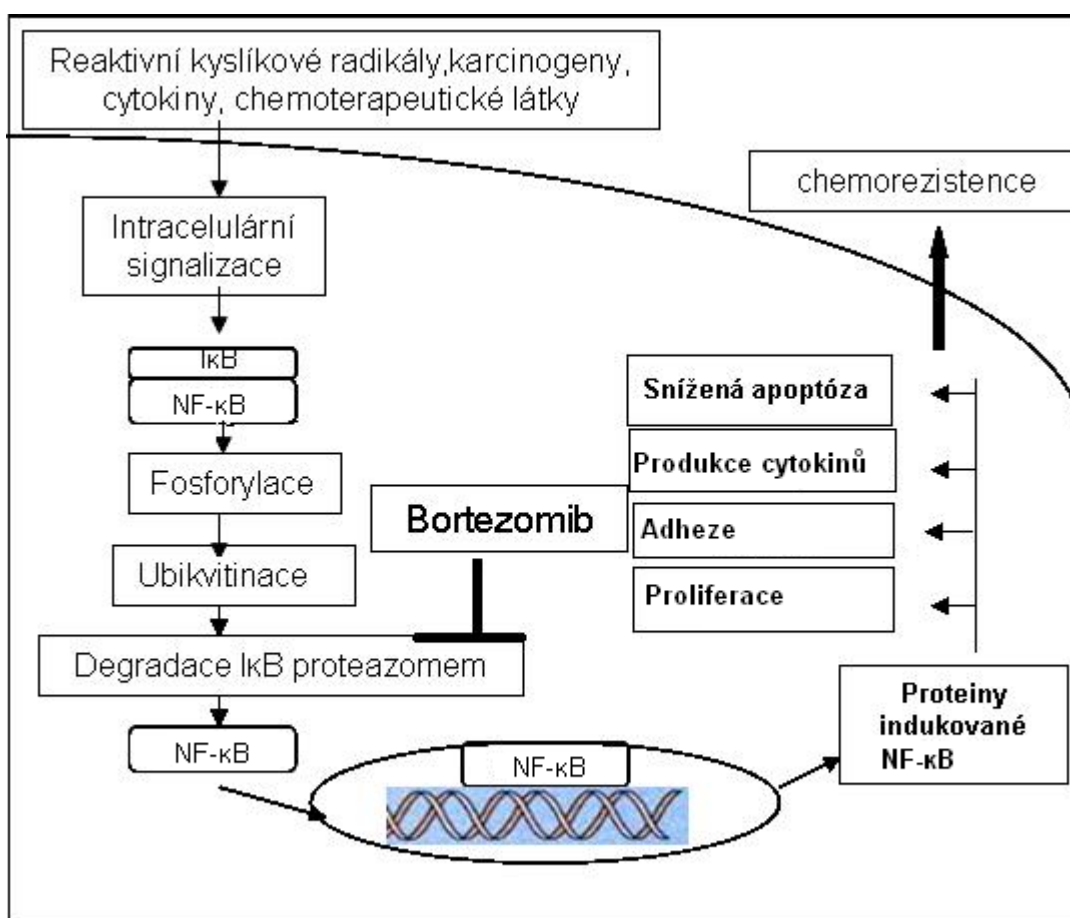 Reaktivní kyslíkové radikály,karcinogeny,
cytokiny, chemoterapeutické látky
chemorezistence
Intracelulární
signalizace
IκB
NF-κB
Fosforylace
Ubikvitinace
Degradace IκB proteazomem
NF-κB
Bortezomib
Snížená apoptóza
Produkce cytokinů
Adheze
Proliferace
NF-κB
Proteiny
indukované
NF-κB